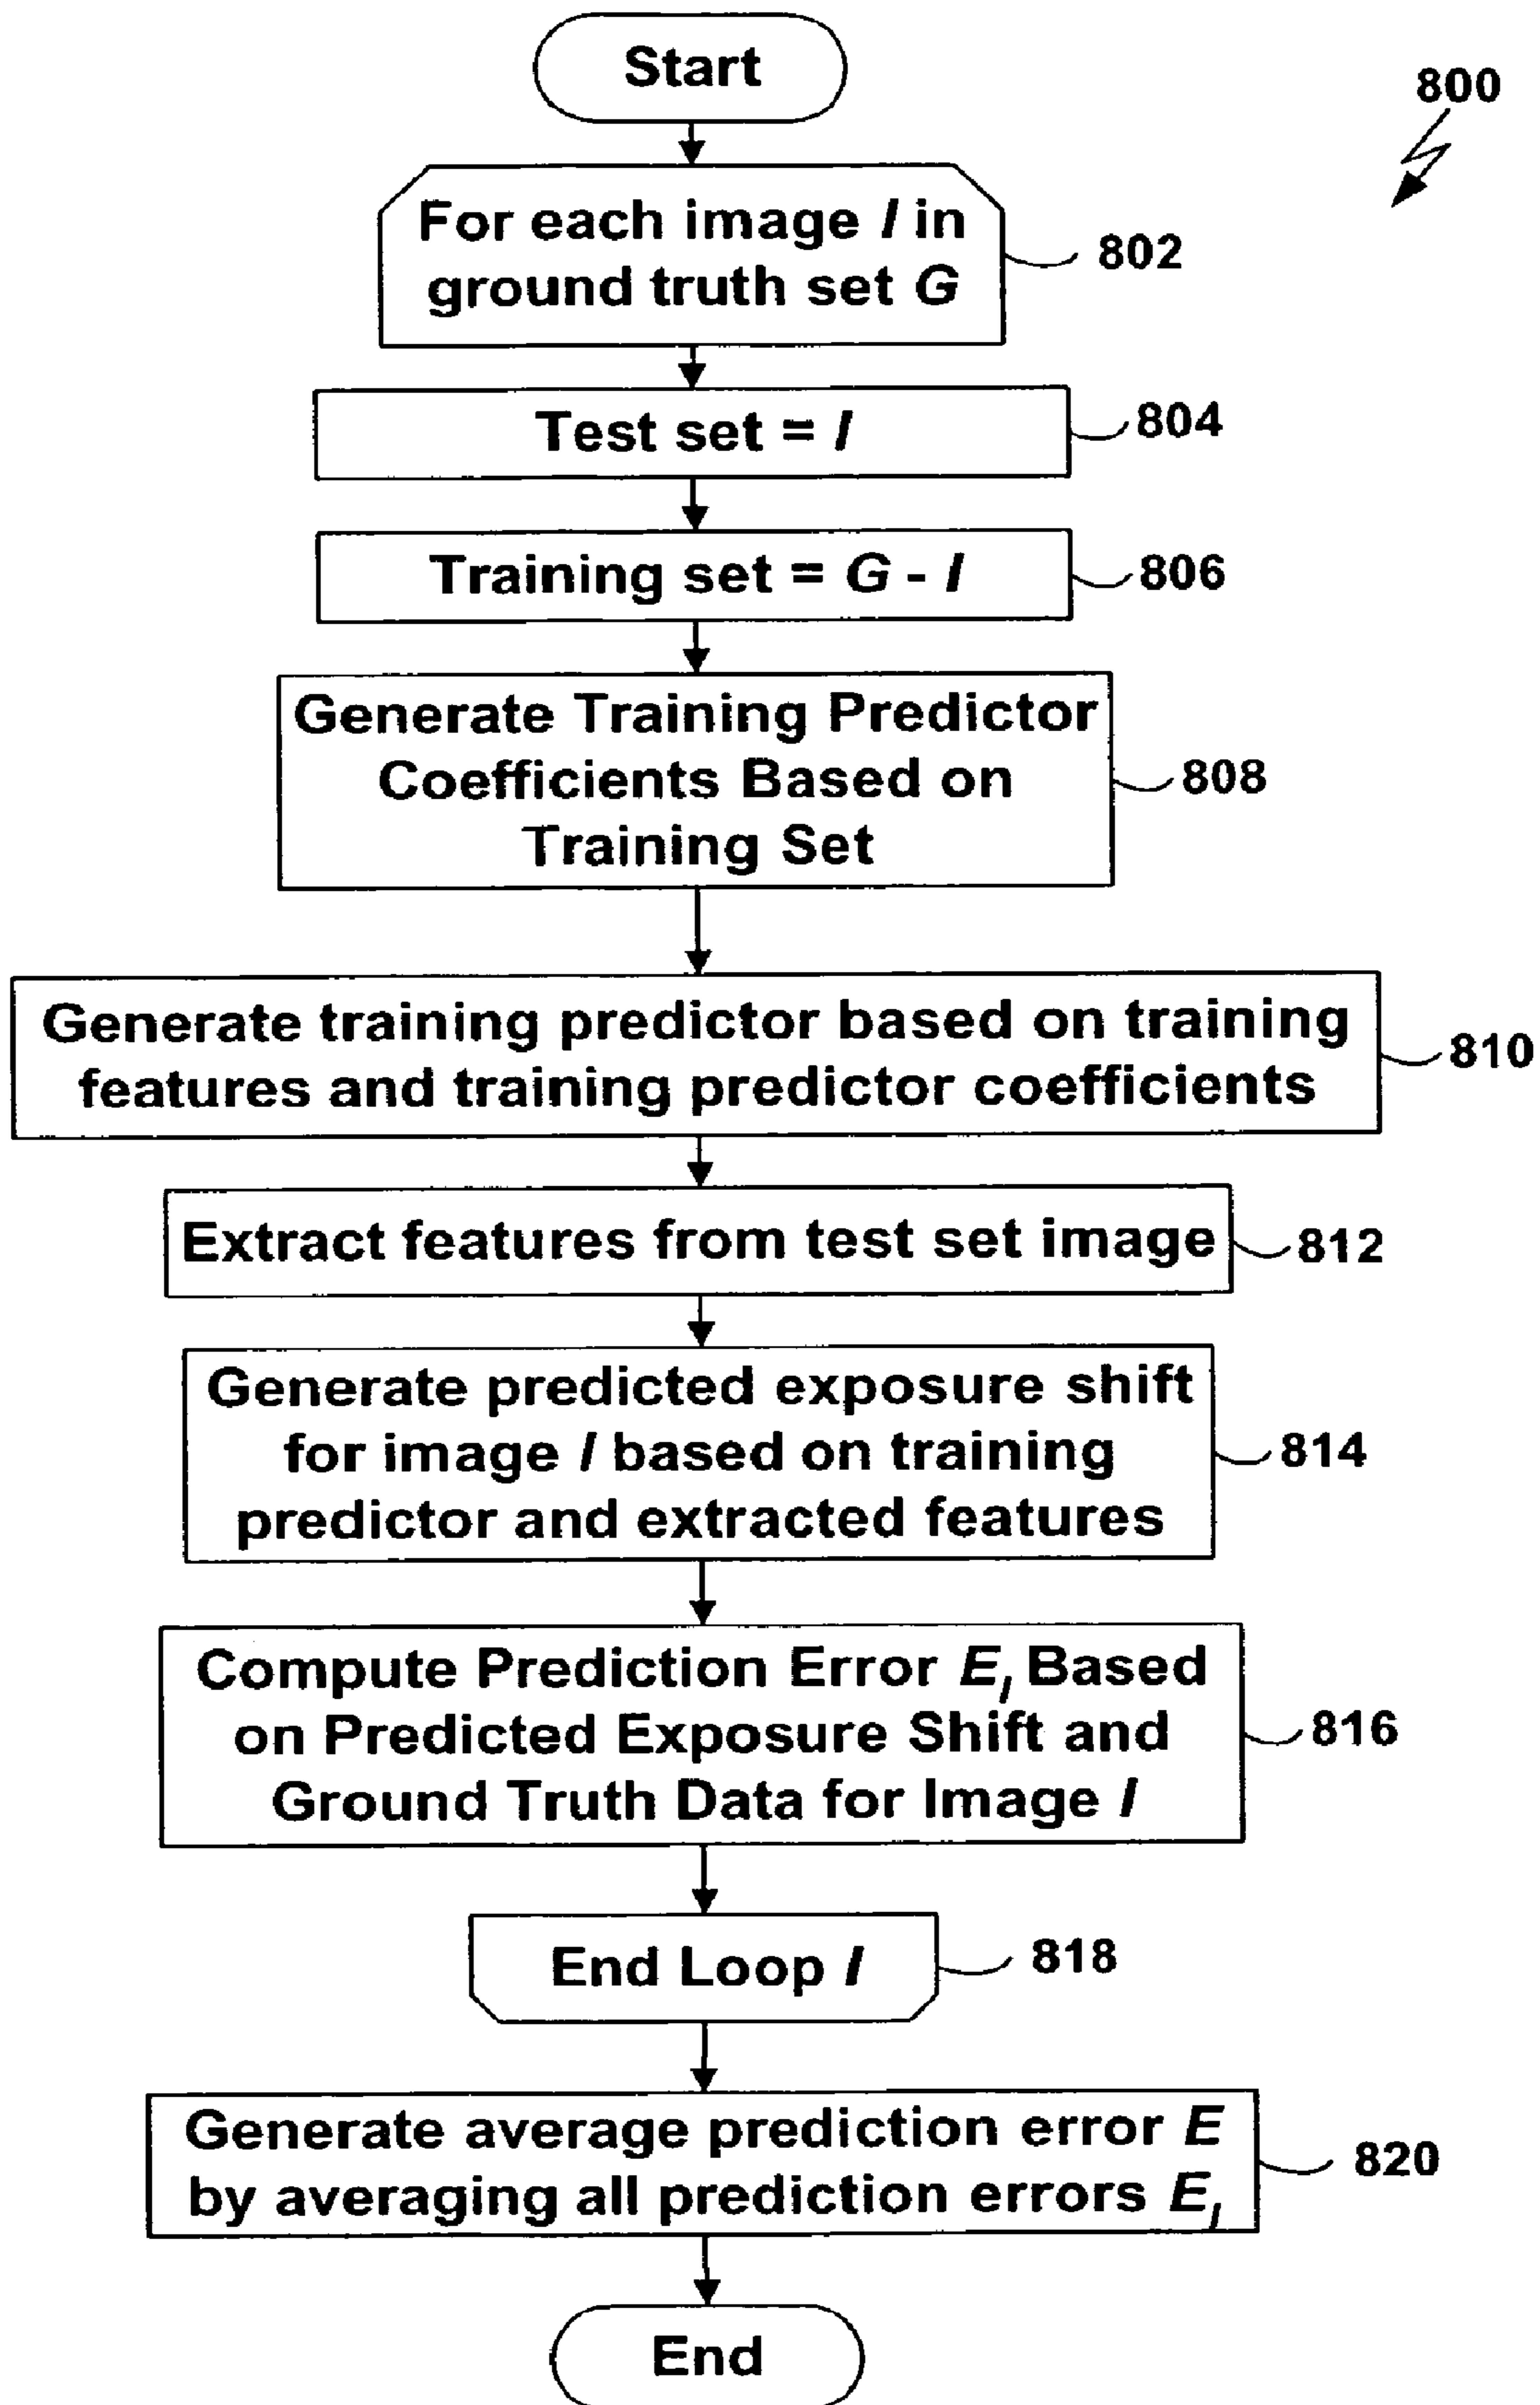 Start
800
For each image I in
ground truth set G
802
Test set = I
804
Training set = G - I
806
Generate Training Predictor
Coefficients Based on
Training Set
808
Generate training predictor based on training
features and training predictor coefficients
810
Extract features from test set image
812
Generate predicted exposure shift
for image I based on training
predictor and extracted features
814
Compute Prediction Error E_I Based
on Predicted Exposure Shift and
Ground Truth Data for Image I
816
End Loop I
818
Generate average prediction error E
by averaging all prediction errors E_I
820
End